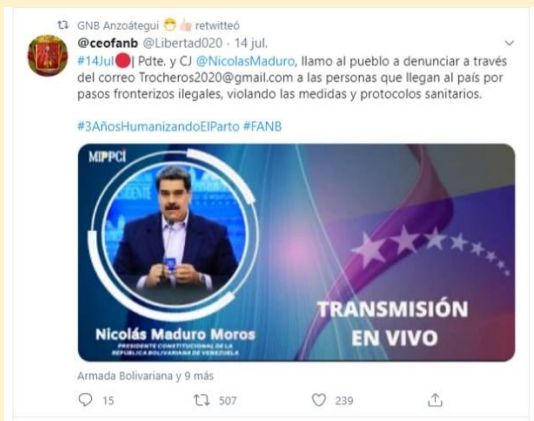 GNB Anzoátegui 😷👍🏻 retwitteó
@ceofanb @Libertad020 · 14 jul.
#14Jul🔴| Pdte. y CJ @NicolasMaduro, llamo al pueblo a denunciar a través
del correo Trocheros2020@gmail.com a las personas que llegan al país por
pasos fronterizos ilegales, violando las medidas y protocolos sanitarios.
#3AñosHumanizandoElParto #FANB
MIPPCI
Nicolás Maduro Moros
PRESIDENTE CONSTITUCIONAL DE LA
REPÚBLICA BOLIVARIANA DE VENEZUELA
TRANSMISIÓN
EN VIVO
Armada Bolivariana y 9 más
15 507 239